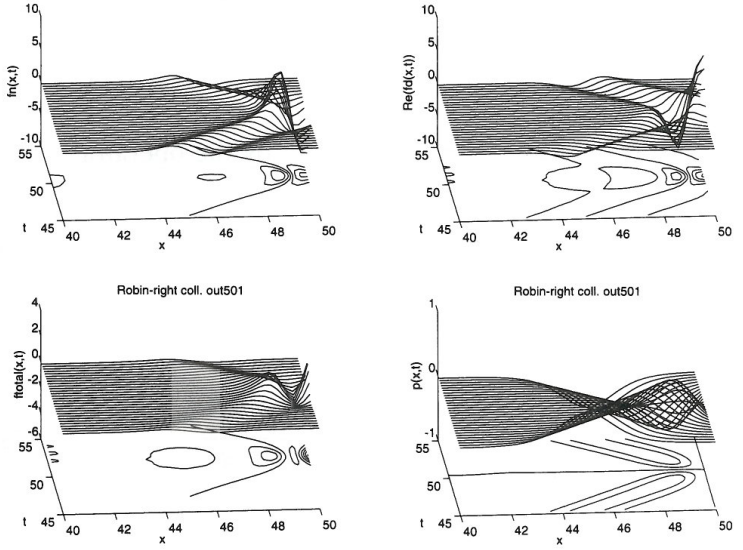 10
5
0
-5
-10
fn(x,t)
55
50
t 45
40 42 44 46 48 50
x
10
5
0
-5
-10
Re(fd(x,t))
55
50
t 45
40 42 44 46 48 50
x
Robin-right coll. out501
4
2
0
-2
-4
-6
ftotal(x,t)
55
50
t 45
40 42 44 46 48 50
x
Robin-right coll. out501
1
0
-1
p(x,t)
55
50
t 45
40 42 44 46 48 50
x